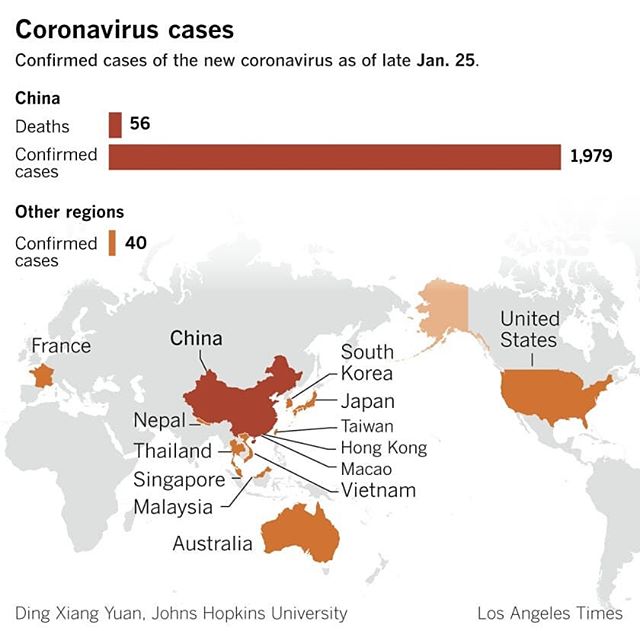 Coronavirus cases
Confirmed cases of the new coronavirus as of late Jan. 25.
China
Deaths 56
Confirmed
cases
1,979
Other regions
Confirmed
cases
40
France
China
South
Korea
Japan
Taiwan
Hong Kong
Macao
Vietnam
Nepal
Thailand
Singapore
Malaysia
Australia
United
States
Ding Xiang Yuan, Johns Hopkins University
Los Angeles Times